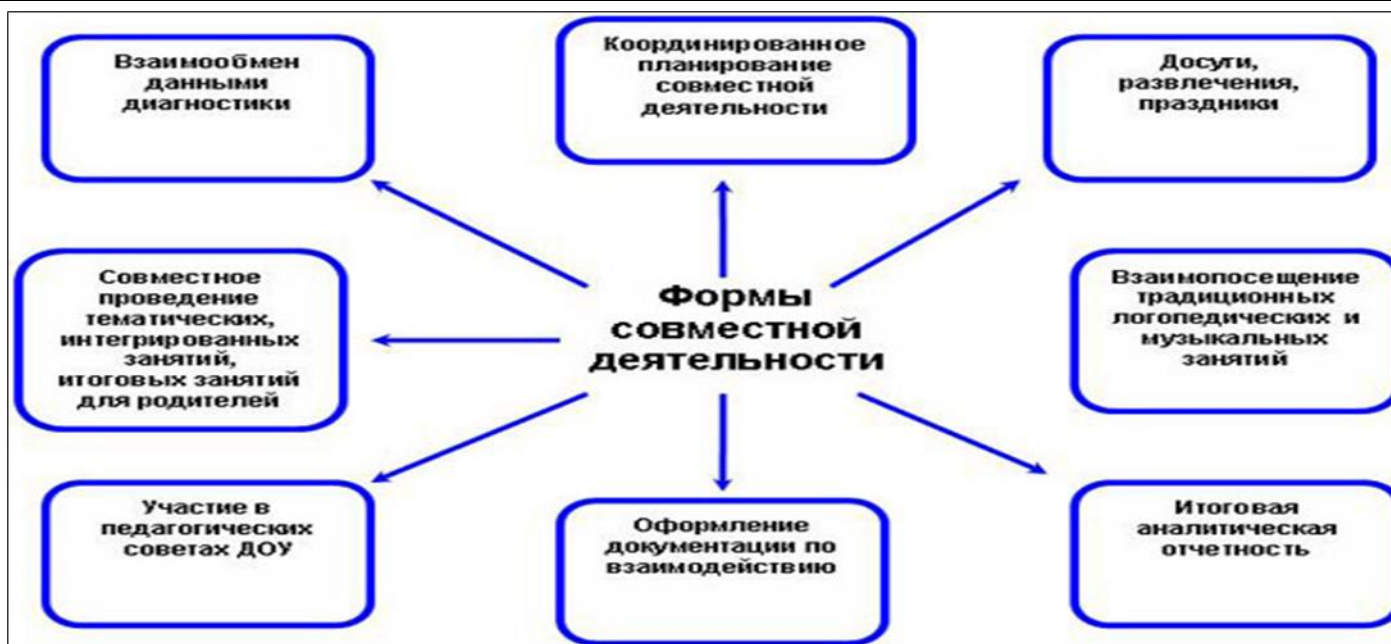 Взаимообмен
данными
диагностики
Координированное
планирование
совместной
деятельности
Досуги,
развлечения,
праздники
Совместное
проведение
тематических,
интегрированных
занятий,
итоговых занятий
для родителей
Формы
совместной
деятельности
Взаимопосещение
традиционных
логопедических и
музыкальных
занятий
Участие в
педагогических
советах ДОУ
Оформление
документации по
взаимодействию
Итоговая
аналитическая
отчетность